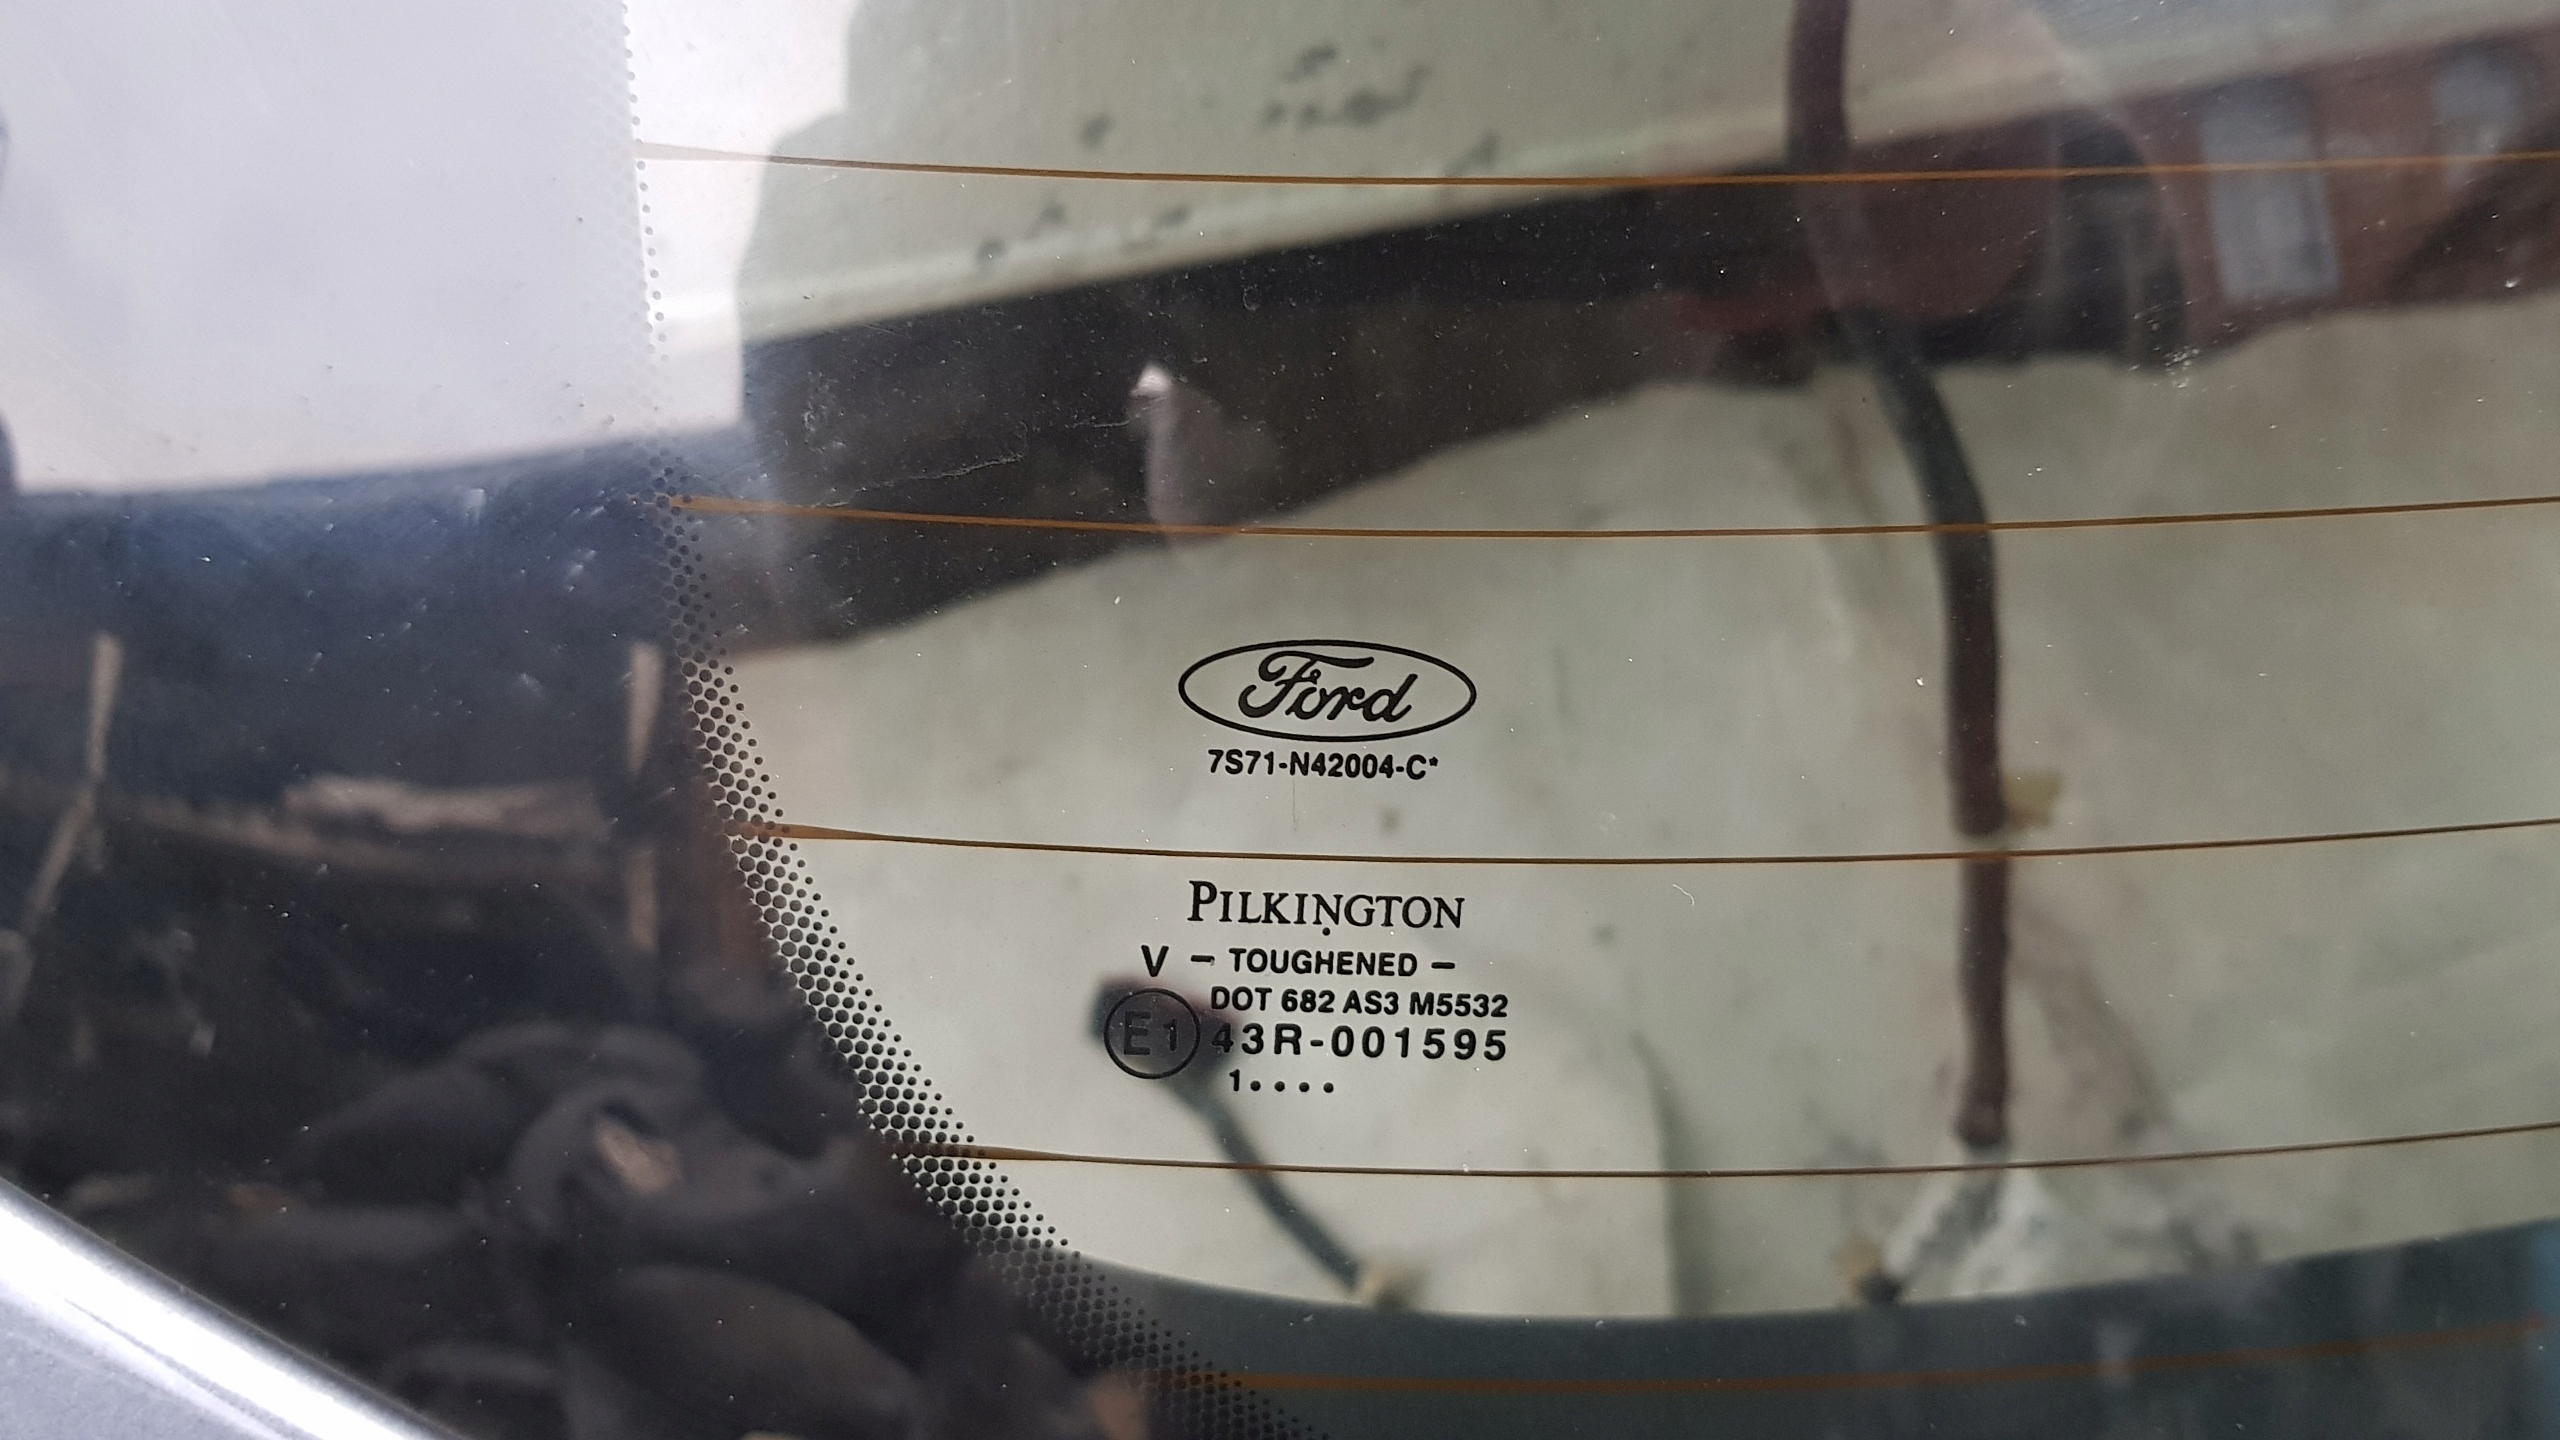 Ford
7S71-N42004-C*
PILKINGTON
V – TOUGHENED –
DOT 682 AS3 M5532
E1 43R-001595
1••••